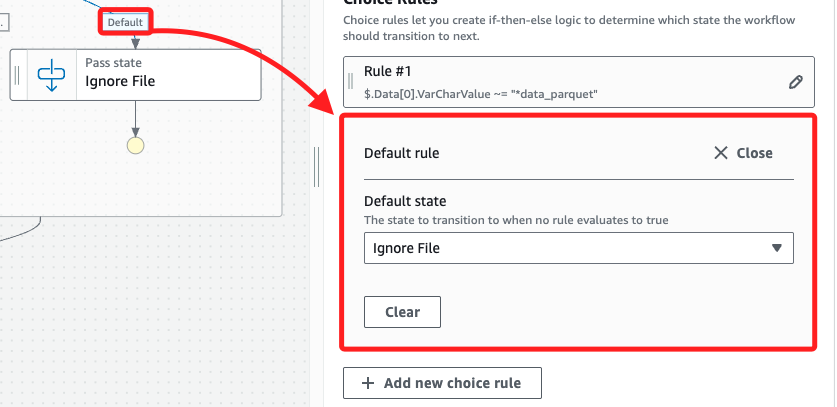 Default
Pass state
Ignore File
Choice Rules
Choice rules let you create if-then-else logic to determine which state the workflow
should transition to next.
Rule #1
$.Data[0].VarCharValue ~= "*data_parquet"
Default rule
Close
Default state
The state to transition to when no rule evaluates to true
Ignore File
Clear
+ Add new choice rule